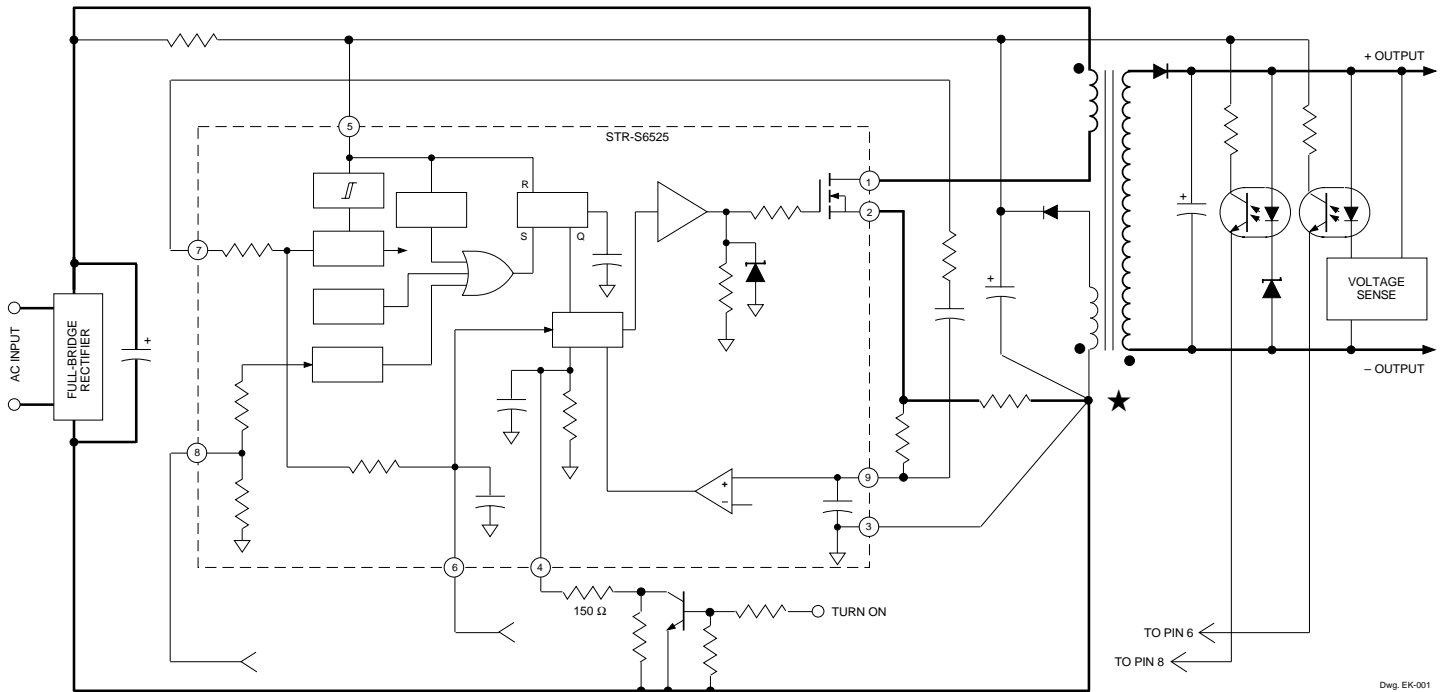 + OUTPUT
5
STR-S6525
1
R
2
S
Q
7
AC INPUT
FULL-BRIDGE
RECTIFIER
+
+
+
VOLTAGE
SENSE
– OUTPUT
★
8
9
+
–
3
6
4
150 Ω
TURN ON
TO PIN 6
TO PIN 8
Dwg. EK-001